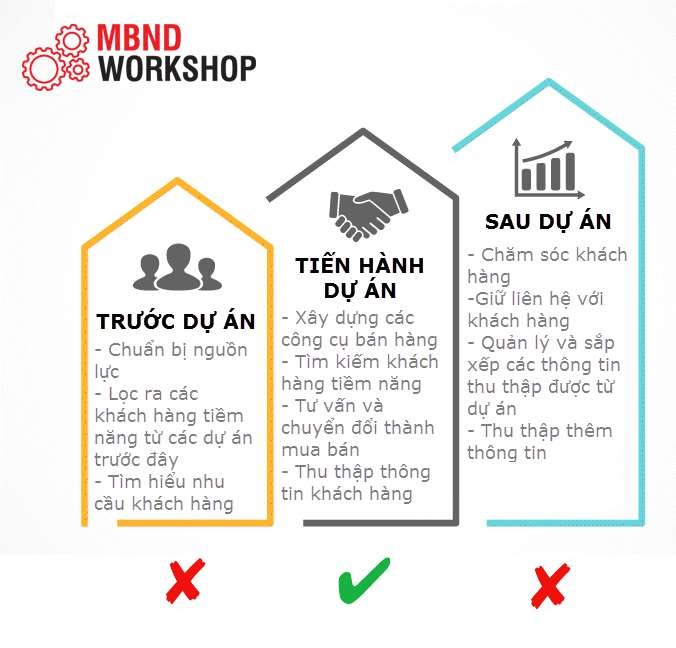 MBND
WORKSHOP
TRƯỚC DỰ ÁN
- Chuẩn bị nguồn
lực
- Lọc ra các
khách hàng tiềm
năng từ các dự án
trước đây
- Tìm hiểu nhu
cầu khách hàng
TIẾN HÀNH
DỰ ÁN
- Xây dựng các
công cụ bán hàng
- Tìm kiếm khách
hàng tiềm năng
- Tư vấn và
chuyển đổi thành
mua bán
- Thu thập thông
tin khách hàng
SAU DỰ ÁN
- Chăm sóc khách
hàng
-Giữ liên hệ với
khách hàng
- Quản lý và sắp
xếp các thông tin
thu thập được từ
dự án
- Thu thập thêm
thông tin